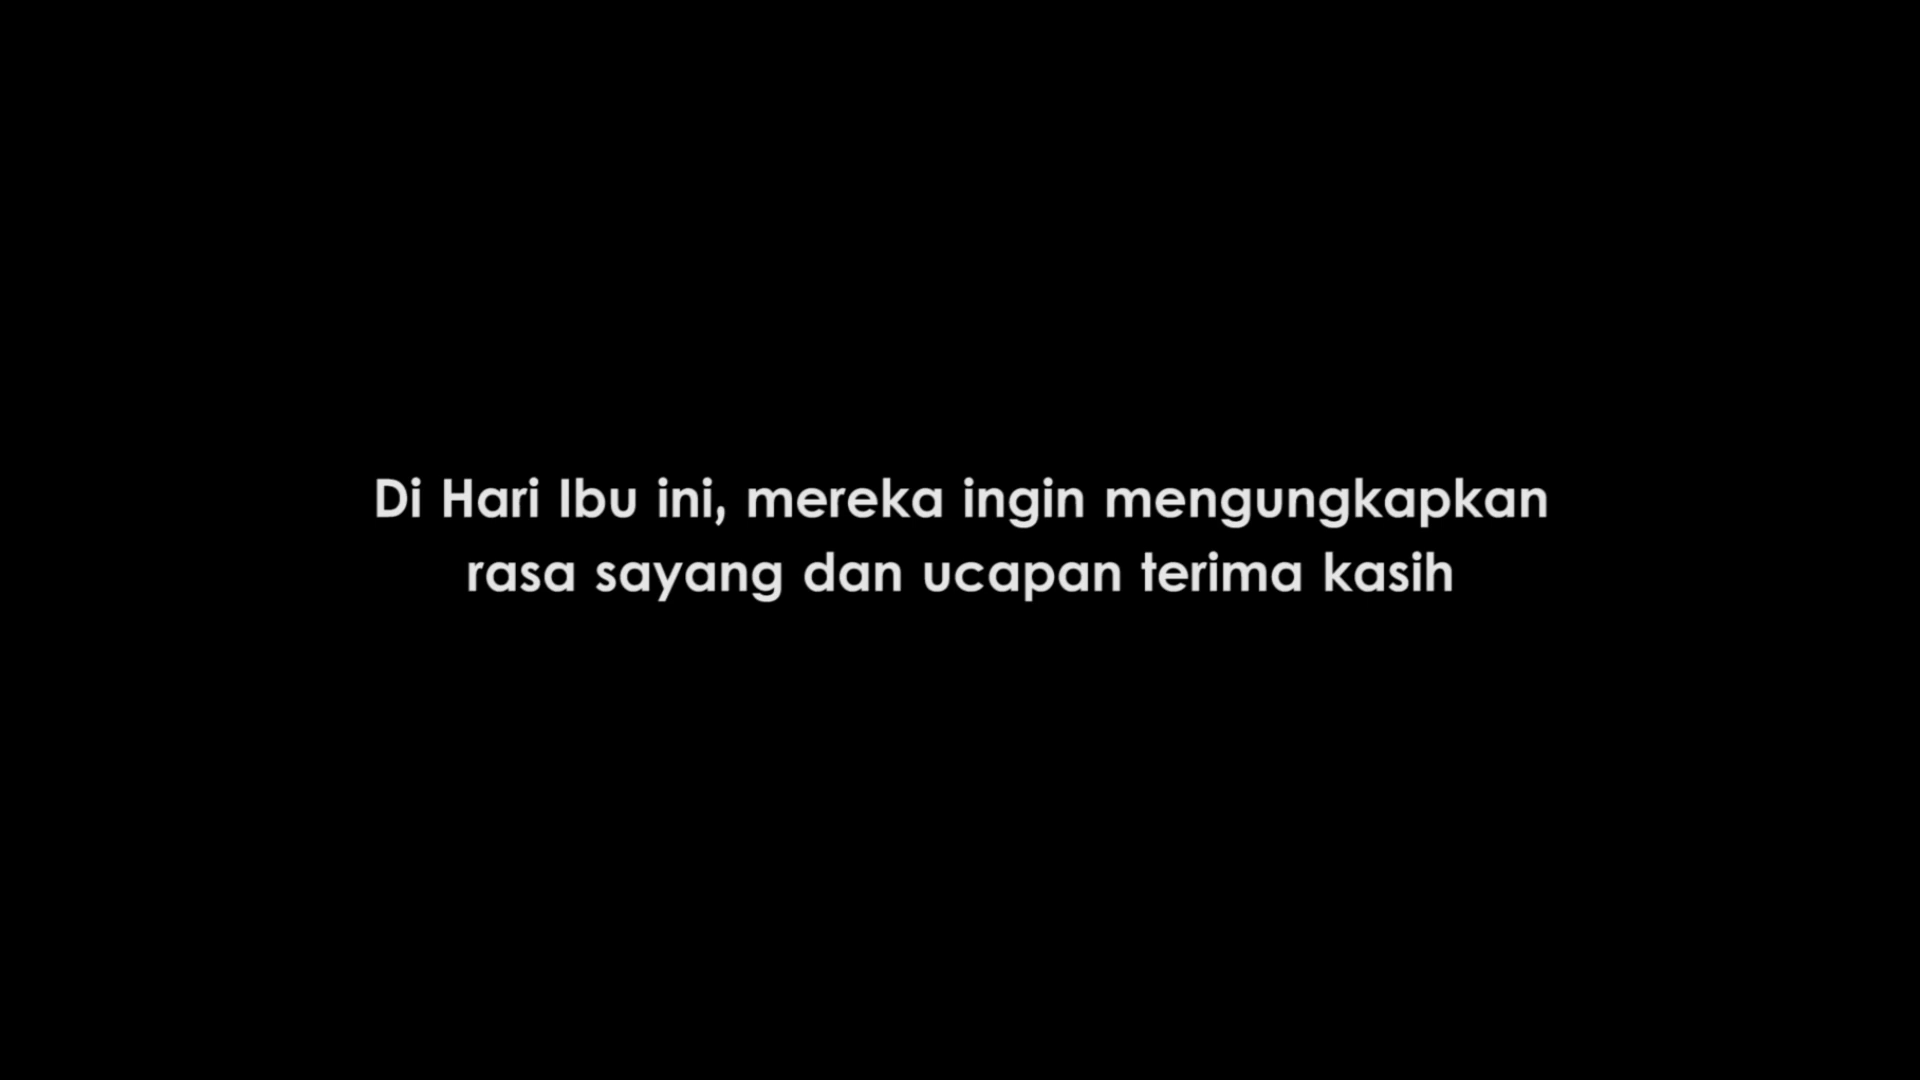 Di Hari Ibu ini, mereka ingin mengungkapkan
rasa sayang dan ucapan terima kasih